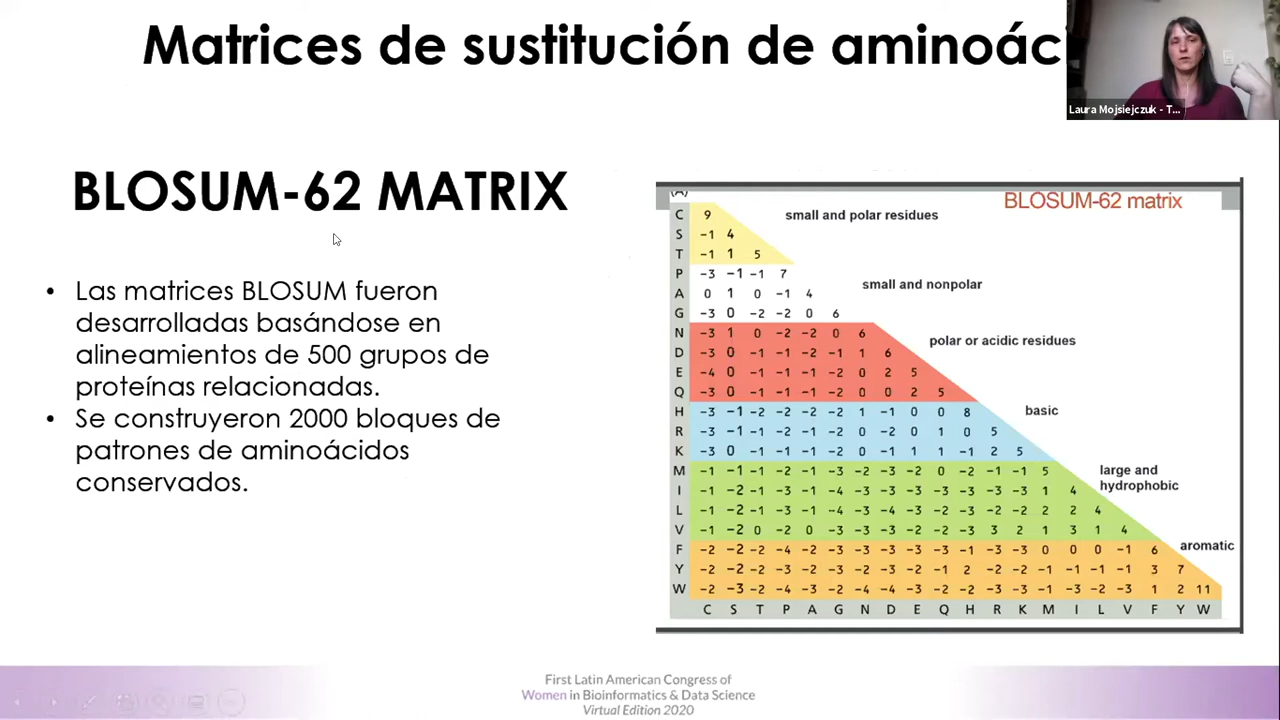 Matrices de sustitución de aminoác
Laura Mojsiejczuk - T...
BLOSUM-62 MATRIX
• Las matrices BLOSUM fueron
desarrolladas basándose en
alineamientos de 500 grupos de
proteínas relacionadas.
• Se construyeron 2000 bloques de
patrones de aminoácidos
conservados.
(A)
BLOSUM-62 matrix
C 9 small and polar residues
S -1 4
T -1 1 5
P -3 -1 -1 7
A 0 1 0 -1 4 small and nonpolar
G -3 0 -2 -2 0 6
N -3 1 0 -2 -2 0 6
D -3 0 -1 -1 -2 -1 1 6 polar or acidic residues
E -4 0 -1 -1 -1 -2 0 2 5
Q -3 0 -1 -1 -1 -2 0 0 2 5
H -3 -1 -2 -2 -2 -2 1 -1 0 0 8 basic
R -3 -1 -1 -2 -1 -2 0 -2 0 1 0 5
K -3 0 -1 -1 -1 -2 0 -1 1 1 -1 2 5
M -1 -1 -1 -2 -1 -3 -2 -3 -2 0 -2 -1 -1 5 large and
hydrophobic
I -1 -2 -1 -3 -1 -4 -3 -3 -3 -3 -3 -3 -3 1 4
L -1 -2 -1 -3 -1 -4 -3 -4 -3 -2 -3 -2 -2 2 2 4
V -1 -2 0 -2 0 -3 -3 -3 -2 -2 -3 3 2 1 3 1 4
F -2 -2 -2 -4 -2 -3 -3 -3 -3 -3 -1 -3 -3 0 0 0 -1 6 aromatic
Y -2 -2 -2 -3 -2 -3 -2 -3 -2 -1 2 -2 -2 -1 -1 -1 -1 3 7
W -2 -3 -2 -4 -3 -2 -4 -4 -3 -2 -2 -3 -3 -1 -3 -2 -3 1 2 11
C S T P A G N D E Q H R K M I L V F Y W
First Latin American Congress of
Women in Bioinformatics & Data Science
Virtual Edition 2020